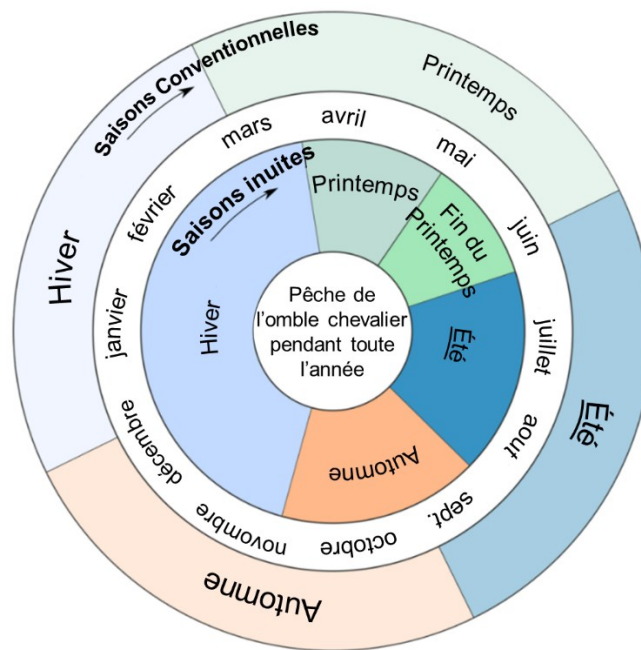 Saisons Conventionnelles
Printemps
Été
Automne
Hiver
janvier
février
mars
avril
mai
juin
juillet
aout
sept.
octobre
novembre
décembre
Saisons inuites
Printemps
Fin du
Printemps
Été
Automne
Hiver
Pêche de
l'omble chevalier
pendant toute
l'année